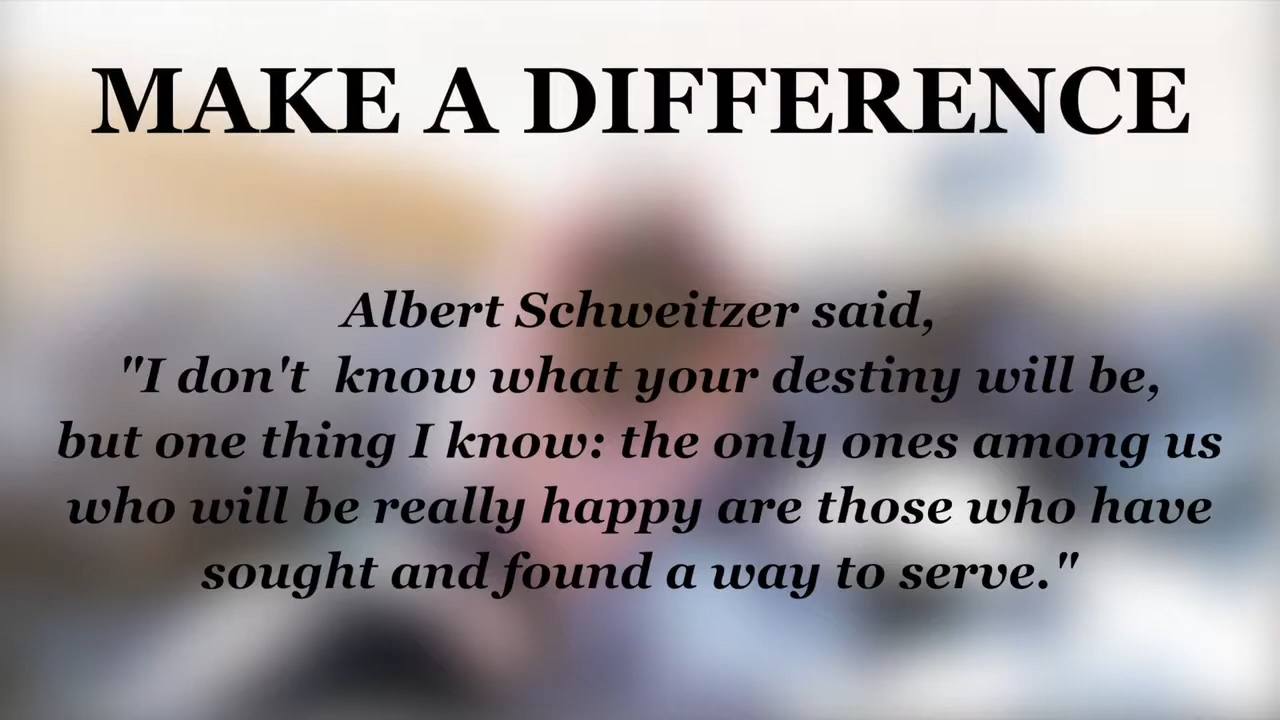 MAKE A DIFFERENCE
Albert Schweitzer said,
"I don't  know what your destiny will be,
but one thing I know: the only ones among us
who will be really happy are those who have
sought and found a way to serve."